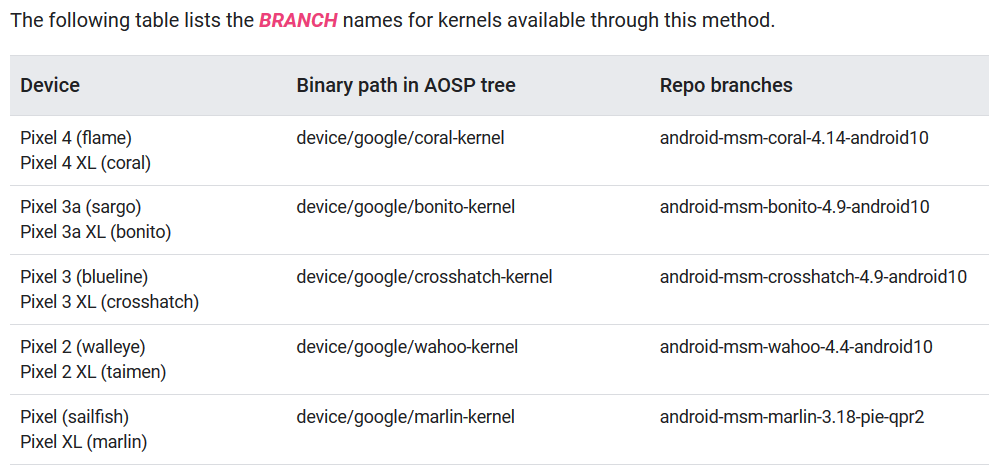 The following table lists the BRANCH names for kernels available through this method.
Device Binary path in AOSP tree Repo branches
Pixel 4 (flame) device/google/coral-kernel android-msm-coral-4.14-android10
Pixel 4 XL (coral)
Pixel 3a (sargo) device/google/bonito-kernel android-msm-bonito-4.9-android10
Pixel 3a XL (bonito)
Pixel 3 (blueline) device/google/crosshatch-kernel android-msm-crosshatch-4.9-android10
Pixel 3 XL (crosshatch)
Pixel 2 (walleye) device/google/wahoo-kernel android-msm-wahoo-4.4-android10
Pixel 2 XL (taimen)
Pixel (sailfish) device/google/marlin-kernel android-msm-marlin-3.18-pie-qpr2
Pixel XL (marlin)